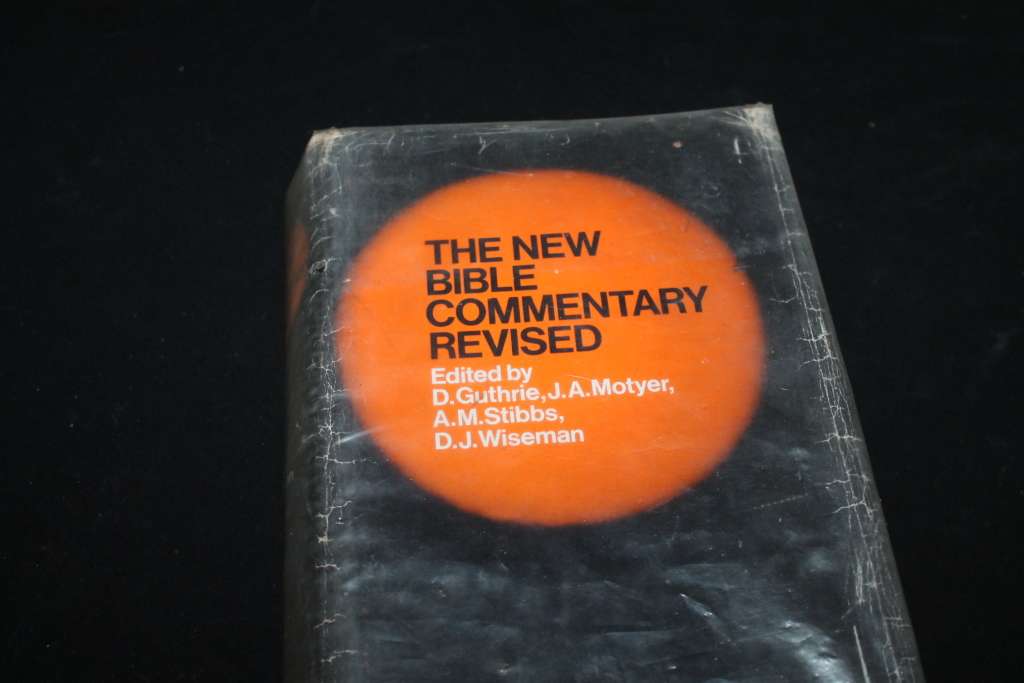 THE NEW
BIBLE
COMMENTARY
REVISED
Edited by
D.Guthrie,J.A.Motyer,
A.M.Stibbs,
D.J.Wiseman